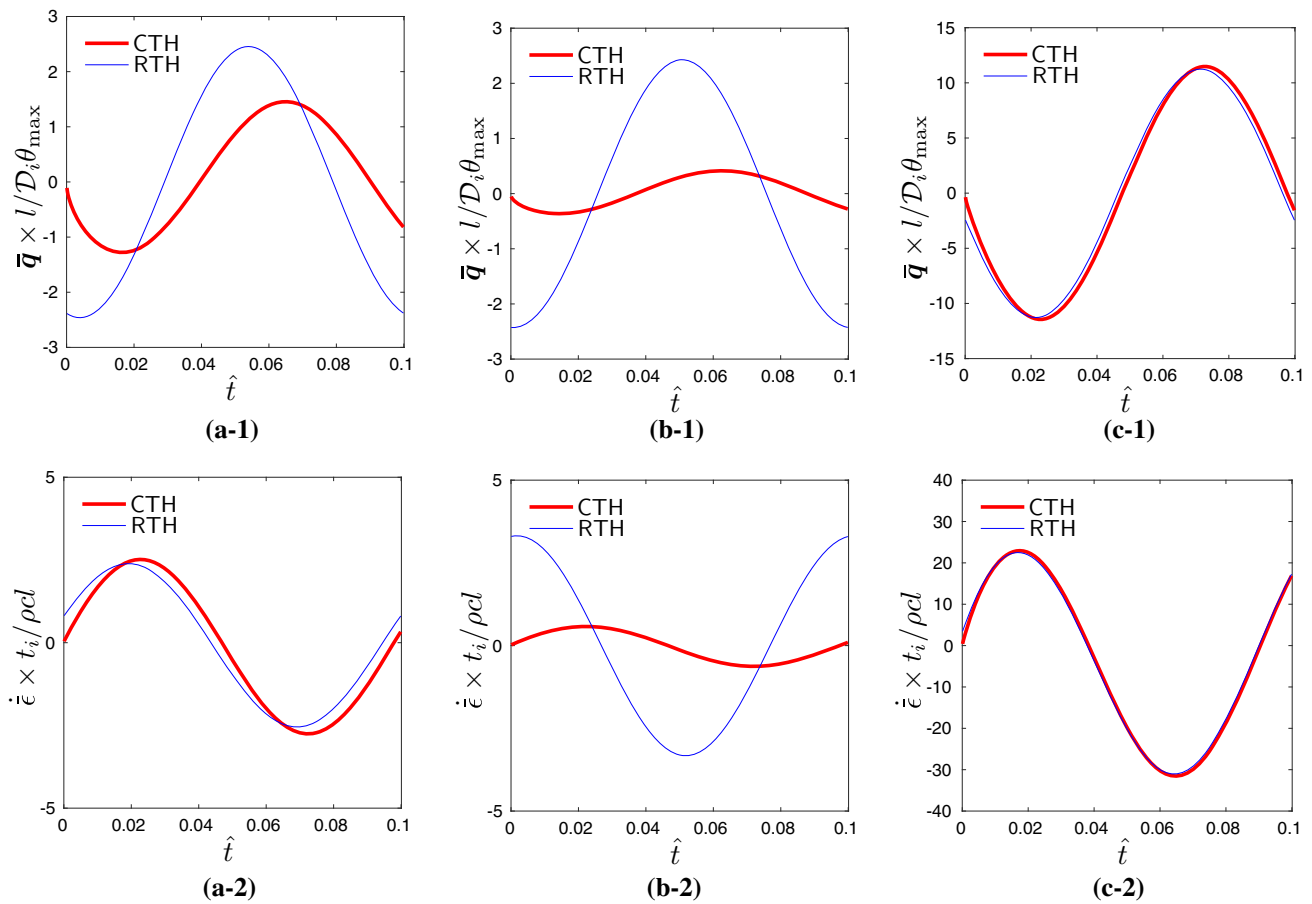 3
2
1
0
-1
-2
-3
CTH
RTH
0 0.02 0.04 0.06 0.08 0.1
q̄ × l/𝒟ᵢθmax
t̂
(a-1)
3
2
1
0
-1
-2
-3
CTH
RTH
0 0.02 0.04 0.06 0.08 0.1
q̄ × l/𝒟ᵢθmax
t̂
(b-1)
15
10
5
0
-5
-10
-15
CTH
RTH
0 0.02 0.04 0.06 0.08 0.1
q̄ × l/𝒟ᵢθmax
t̂
(c-1)
5
0
-5
CTH
RTH
0 0.02 0.04 0.06 0.08 0.1
ϵ̄̇ × tᵢ/ρcl
t̂
(a-2)
5
0
-5
CTH
RTH
0 0.02 0.04 0.06 0.08 0.1
ϵ̄̇ × tᵢ/ρcl
t̂
(b-2)
40
30
20
10
0
-10
-20
-30
-40
CTH
RTH
0 0.02 0.04 0.06 0.08 0.1
ϵ̄̇ × tᵢ/ρcl
t̂
(c-2)